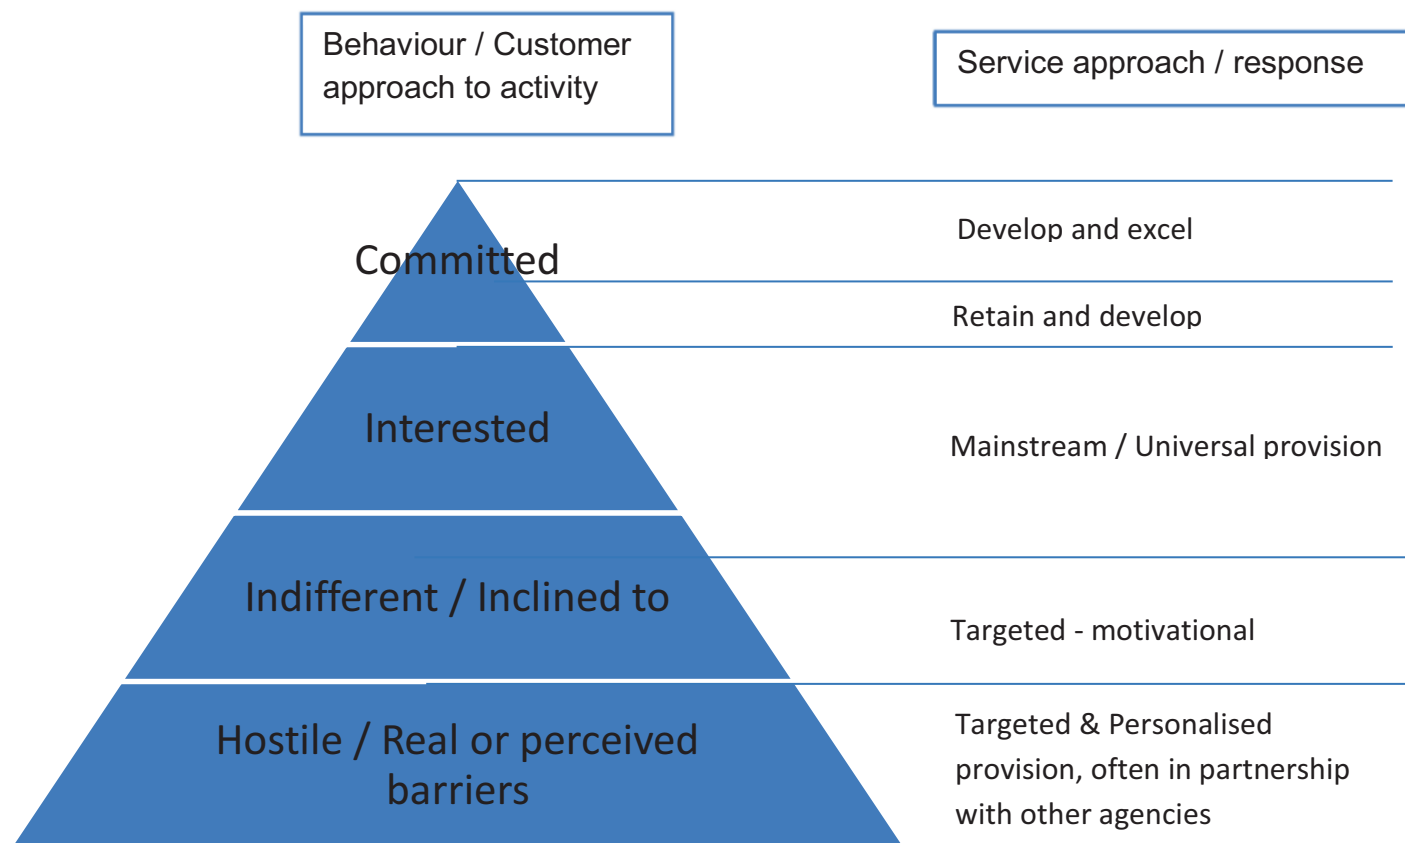 Behaviour / Customer
approach to activity
Service approach / response
Committed
Develop and excel
Retain and develop
Interested
Mainstream / Universal provision
Indifferent / Inclined to
Targeted - motivational
Hostile / Real or perceived
barriers
Targeted & Personalised
provision, often in partnership
with other agencies